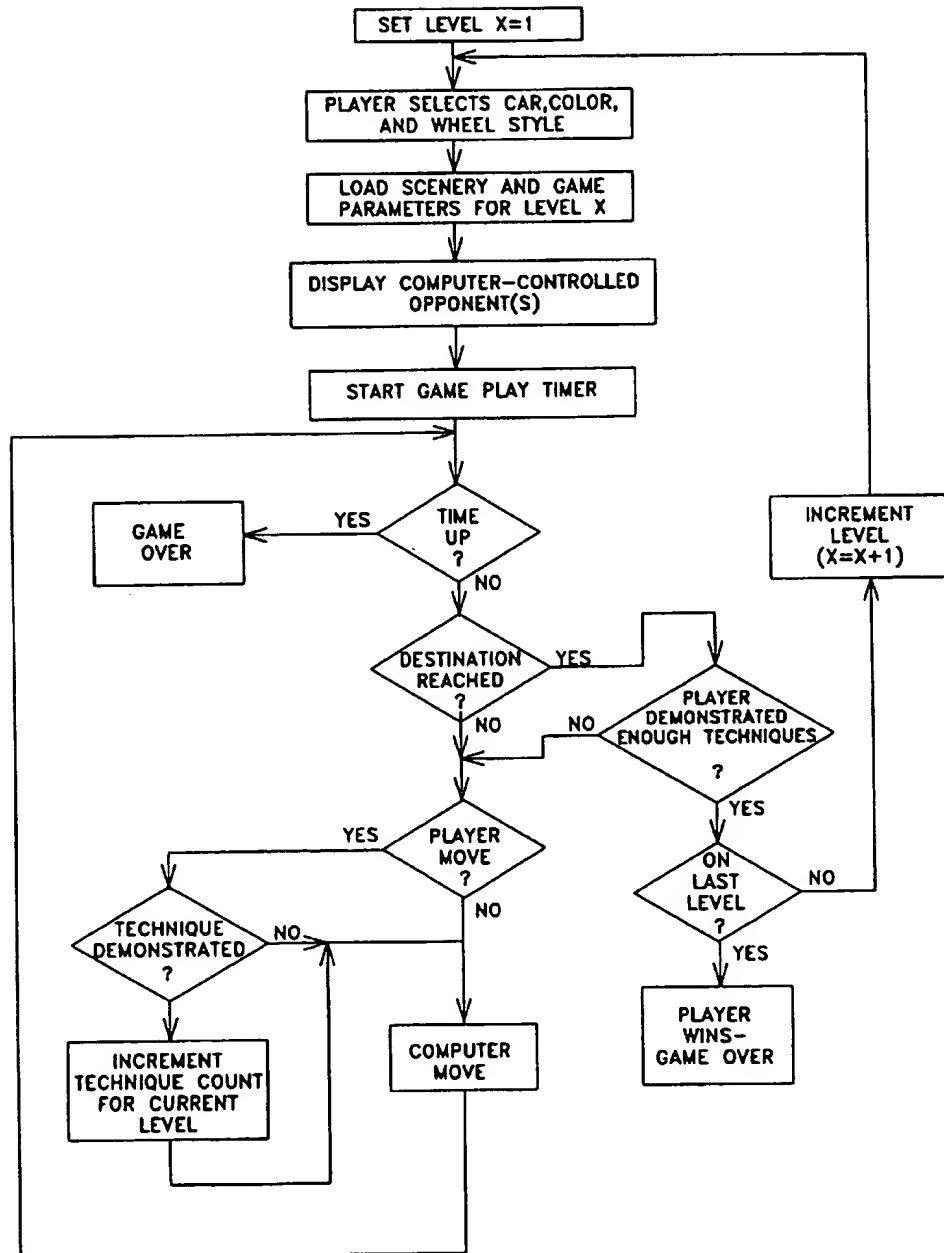 SET LEVEL X=1
PLAYER SELECTS CAR,COLOR,
AND WHEEL STYLE
LOAD SCENERY AND GAME
PARAMETERS FOR LEVEL X
DISPLAY COMPUTER-CONTROLLED
OPPONENT(S)
START GAME PLAY TIMER
TIME
UP
?
YES
GAME
OVER
NO
INCREMENT
LEVEL
(X=X+1)
DESTINATION
REACHED
?
YES
NO
PLAYER
DEMONSTRATED
ENOUGH TECHNIQUES
?
NO
YES
PLAYER
MOVE
?
YES
NO
ON
LAST
LEVEL
?
NO
YES
TECHNIQUE
DEMONSTRATED
?
NO
INCREMENT
TECHNIQUE COUNT
FOR CURRENT
LEVEL
COMPUTER
MOVE
PLAYER
WINS-
GAME OVER